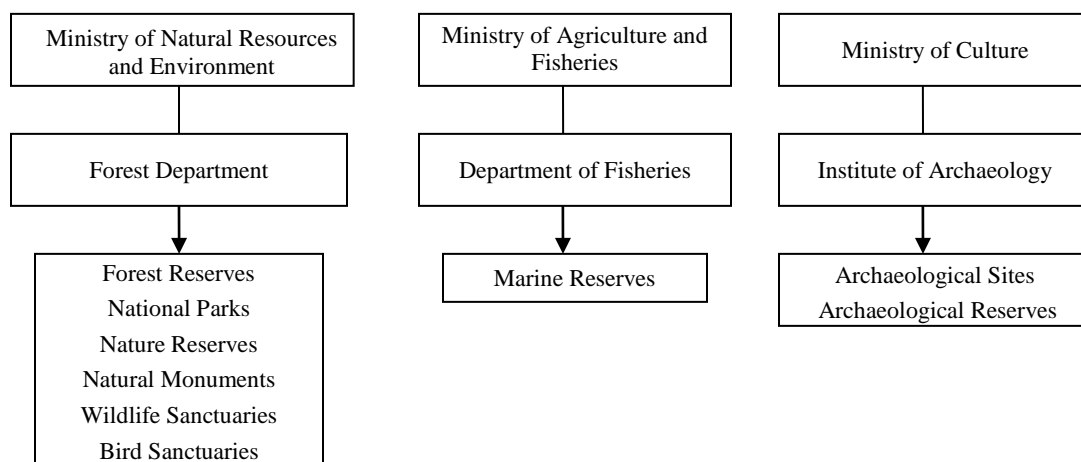 Ministry of Natural Resources
and Environment
Forest Department
Forest Reserves
National Parks
Nature Reserves
Natural Monuments
Wildlife Sanctuaries
Bird Sanctuaries
Ministry of Agriculture and
Fisheries
Department of Fisheries
Marine Reserves
Ministry of Culture
Institute of Archaeology
Archaeological Sites
Archaeological Reserves